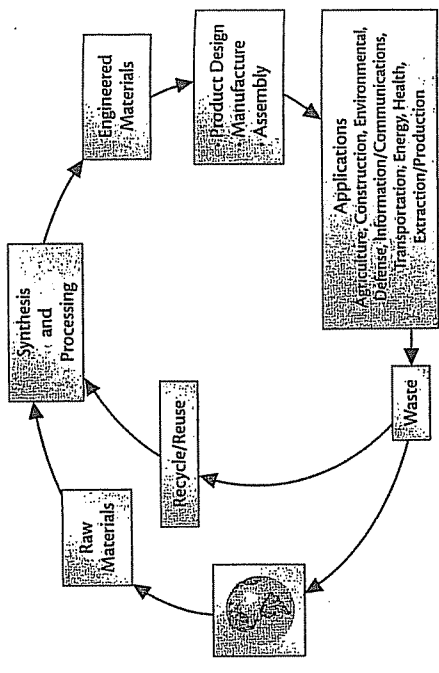 Raw
Materials
Synthesis
and
Processing
Engineered
Materials
Product Design
Manufacture
Assembly
Applications
Agriculture, Construction, Environmental,
Defense, Information/Communications,
Transportation, Energy, Health,
Extraction/Production
Waste
Recycle/Reuse